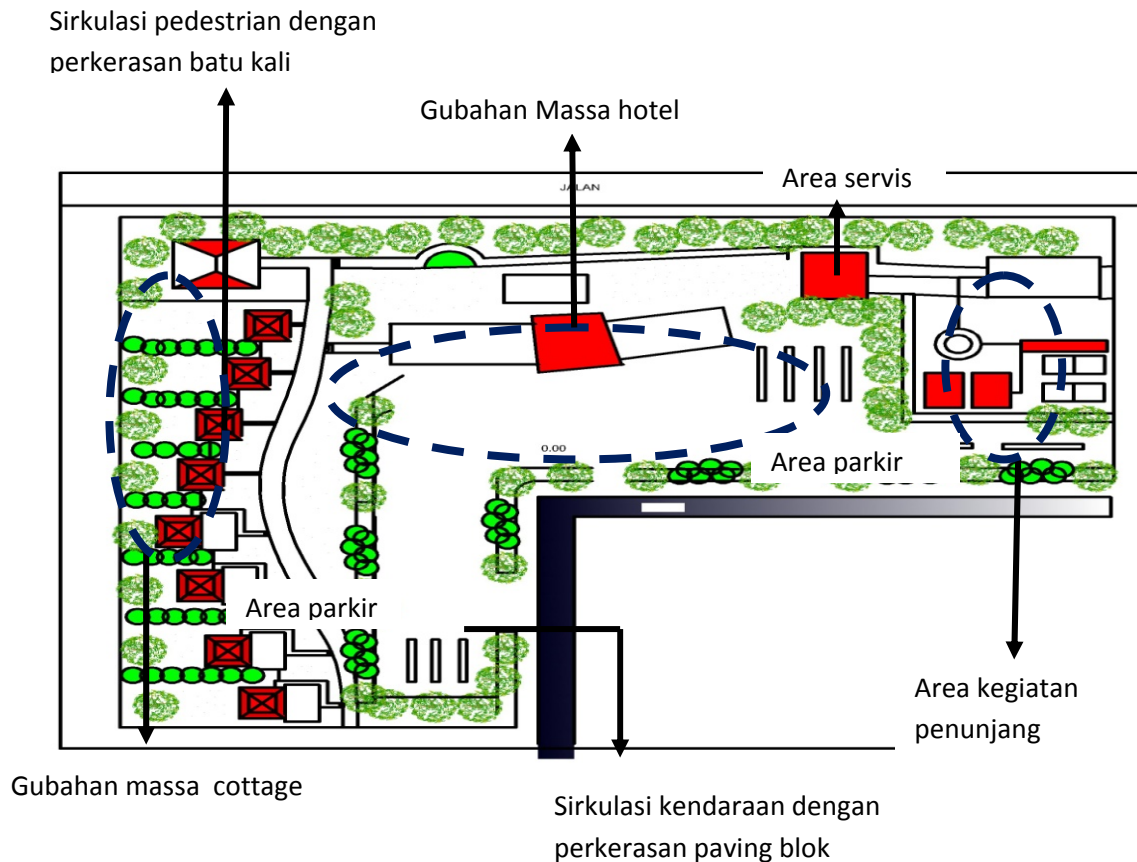 Sirkulasi pedestrian dengan
perkerasan batu kali
Gubahan Massa hotel
Area servis
JALAN
0.00
Area parkir
Area parkir
Area kegiatan
penunjang
Gubahan massa cottage
Sirkulasi kendaraan dengan
perkerasan paving blok